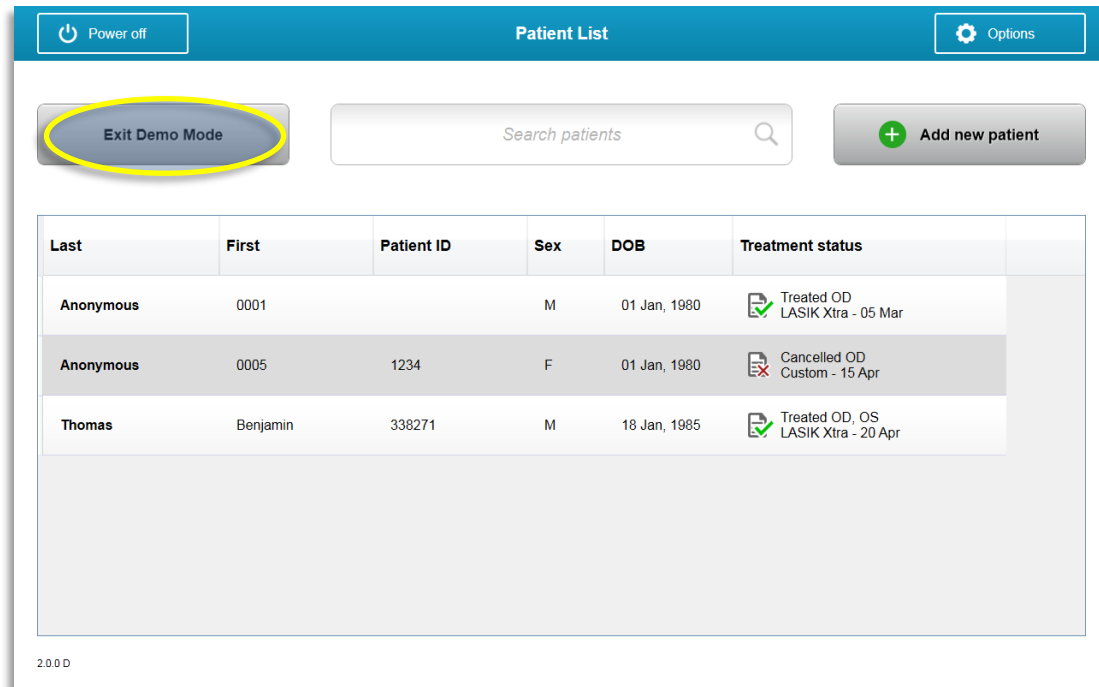 Power off
Patient List
Options
Exit Demo Mode
Search patients
Add new patient
Last First Patient ID Sex DOB Treatment status
Anonymous 0001 M 01 Jan, 1980 Treated OD
LASIK Xtra - 05 Mar
Anonymous 0005 1234 F 01 Jan, 1980 Cancelled OD
Custom - 15 Apr
Thomas Benjamin 338271 M 18 Jan, 1985 Treated OD, OS
LASIK Xtra - 20 Apr
2.0.0 D